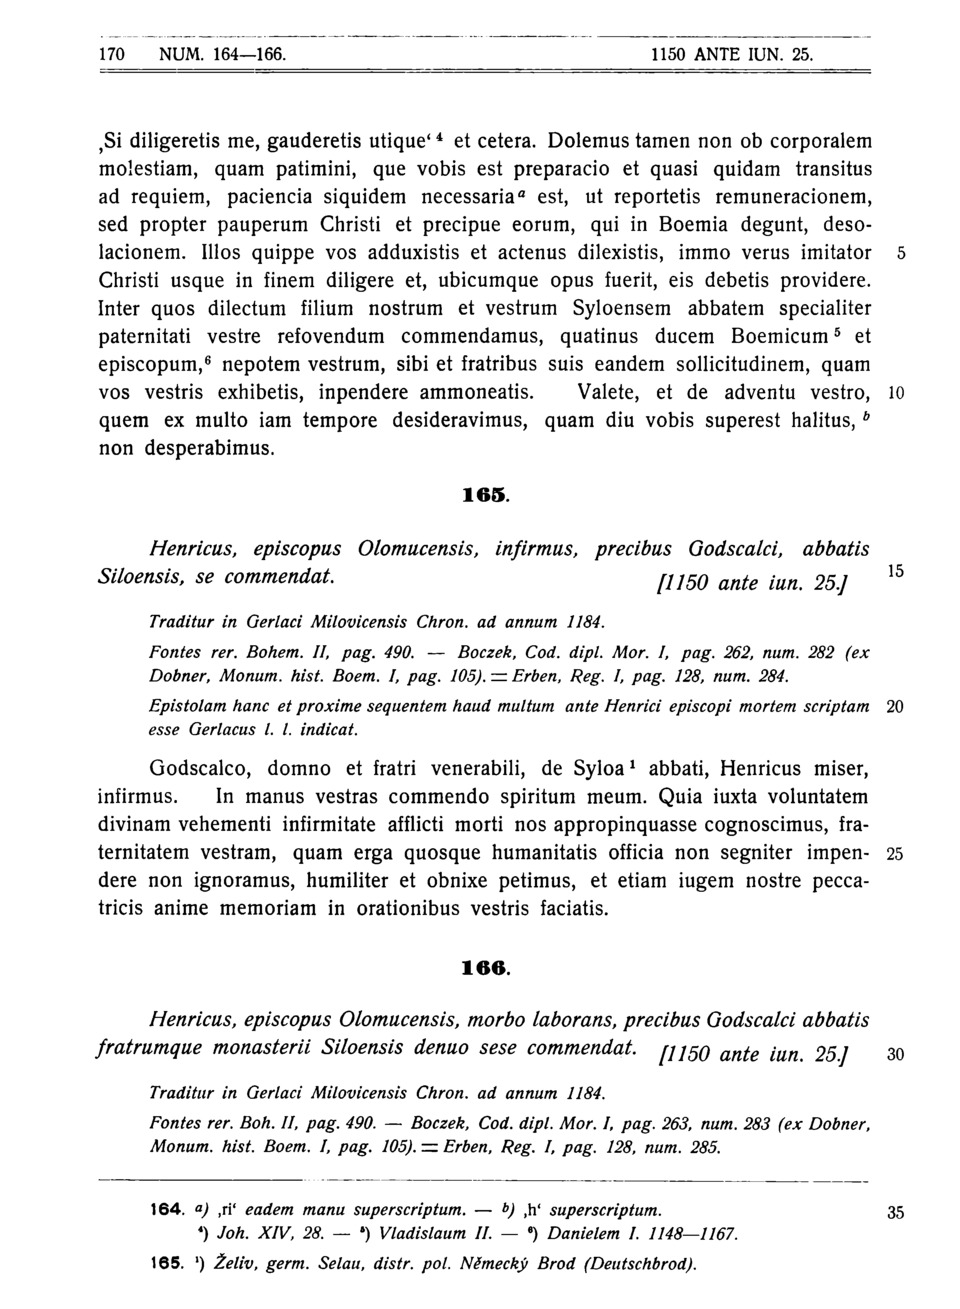 170 NUM. 164—166. 1150 ANTE IUN. 25.
‚Si diligeretis me, gauderetis utique‘ ⁴ et cetera. Dolemus tamen non ob corporalem
molestiam, quam patimini, que vobis est preparacio et quasi quidam transitus
ad requiem, paciencia siquidem necessaria ᵃ est, ut reportetis remuneracionem,
sed propter pauperum Christi et precipue eorum, qui in Boemia degunt, deso-
lacionem. Illos quippe vos adduxistis et actenus dilexistis, immo verus imitator 5
Christi usque in finem diligere et, ubicumque opus fuerit, eis debetis providere.
Inter quos dilectum filium nostrum et vestrum Syloensem abbatem specialiter
paternitati vestre refovendum commendamus, quatinus ducem Boemicum ⁵ et
episcopum,⁶ nepotem vestrum, sibi et fratribus suis eandem sollicitudinem, quam
vos vestris exhibetis, inpendere ammoneatis. Valete, et de adventu vestro, 10
quem ex multo iam tempore desideravimus, quam diu vobis superest halitus, ᵇ
non desperabimus.
165.
Henricus, episcopus Olomucensis, infirmus, precibus Godscalci, abbatis
Siloensis, se commendat. [1150 ante iun. 25.] 15
Traditur in Gerlaci Milovicensis Chron. ad annum 1184.
Fontes rer. Bohem. II, pag. 490. — Boczek, Cod. dipl. Mor. I, pag. 262, num. 282 (ex
Dobner, Monum. hist. Boem. I, pag. 105). = Erben, Reg. I, pag. 128, num. 284.
Epistolam hanc et proxime sequentem haud multum ante Henrici episcopi mortem scriptam 20
esse Gerlacus l. l. indicat.
Godscalco, domno et fratri venerabili, de Syloa ¹ abbati, Henricus miser,
infirmus. In manus vestras commendo spiritum meum. Quia iuxta voluntatem
divinam vehementi infirmitate afflicti morti nos appropinquasse cognoscimus, fra-
ternitatem vestram, quam erga quosque humanitatis officia non segniter impen- 25
dere non ignoramus, humiliter et obnixe petimus, et etiam iugem nostre pecca-
tricis anime memoriam in orationibus vestris faciatis.
166.
Henricus, episcopus Olomucensis, morbo laborans, precibus Godscalci abbatis
fratrumque monasterii Siloensis denuo sese commendat. [1150 ante iun. 25.] 30
Traditur in Gerlaci Milovicensis Chron. ad annum 1184.
Fontes rer. Boh. II, pag. 490. — Boczek, Cod. dipl. Mor. I, pag. 263, num. 283 (ex Dobner,
Monum. hist. Boem. I, pag. 105). = Erben, Reg. I, pag. 128, num. 285.
164. a) ‚ri‘ eadem manu superscriptum. — b) ‚h‘ superscriptum. 35
⁴) Joh. XIV, 28. — ⁵) Vladislaum II. — ⁶) Danielem I. 1148—1167.
165. ¹) Želiv, germ. Selau, distr. pol. Německý Brod (Deutschbrod).